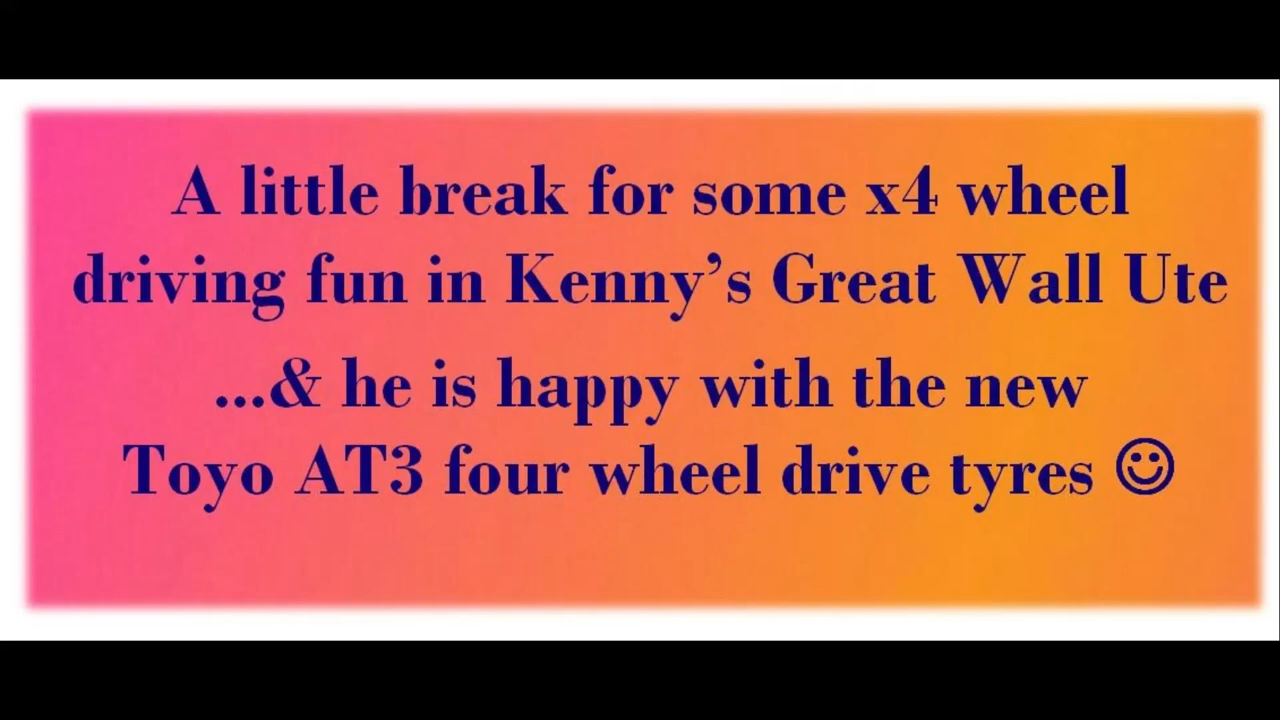 A little break for some x4 wheel
driving fun in Kenny’s Great Wall Ute
...& he is happy with the new
Toyo AT3 four wheel drive tyres ☺